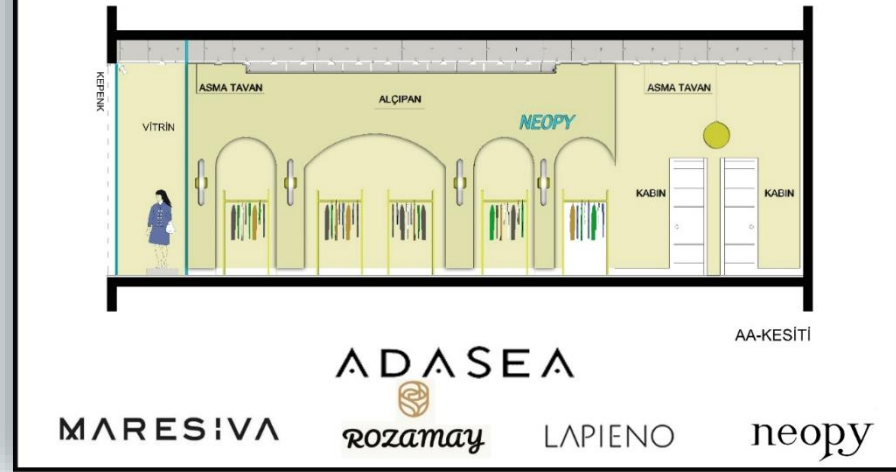 KEPENK
ASMA TAVAN
ALÇIPAN
ASMA TAVAN
VİTRİN
NEOPY
KABIN
KABIN
AA-KESİTİ
ADASEA
MARESIVA
ROZAMAY
LAPIENO
neopy